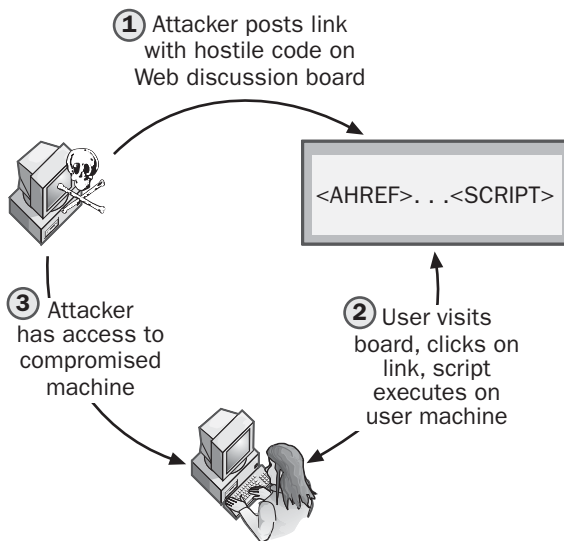 1 Attacker posts link
with hostile code on
Web discussion board
<AHREF>. . .<SCRIPT>
2 User visits
board, clicks on
link, script
executes on
user machine
3 Attacker
has access to
compromised
machine